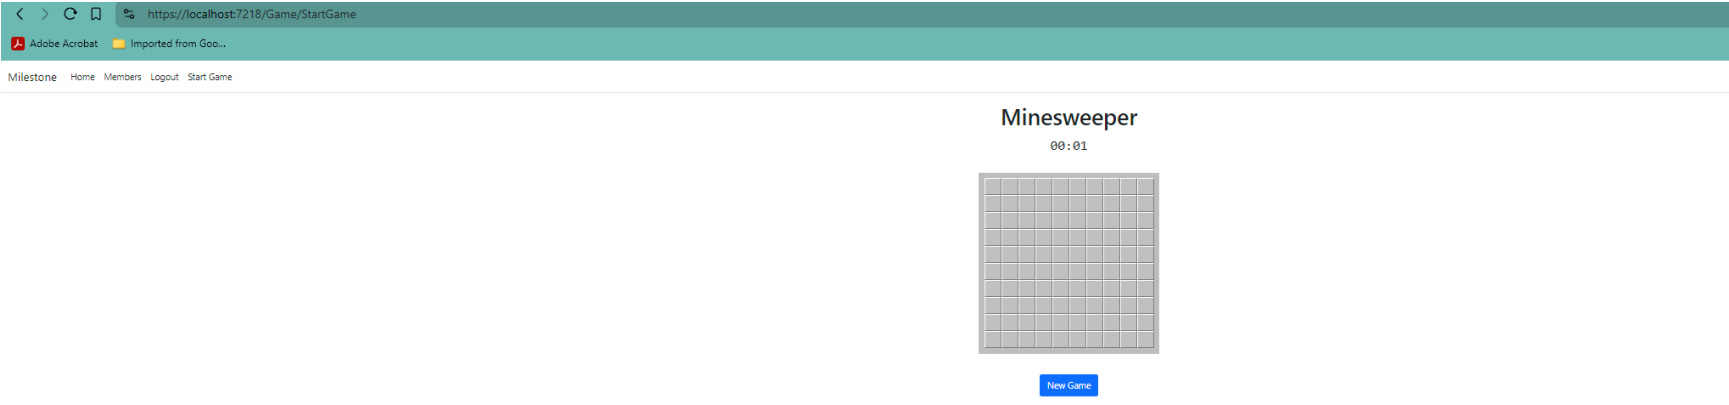 https://localhost:7218/Game/StartGame
Adobe Acrobat Imported from Goo...
Milestone Home Members Logout Start Game
Minesweeper
00:01
New Game